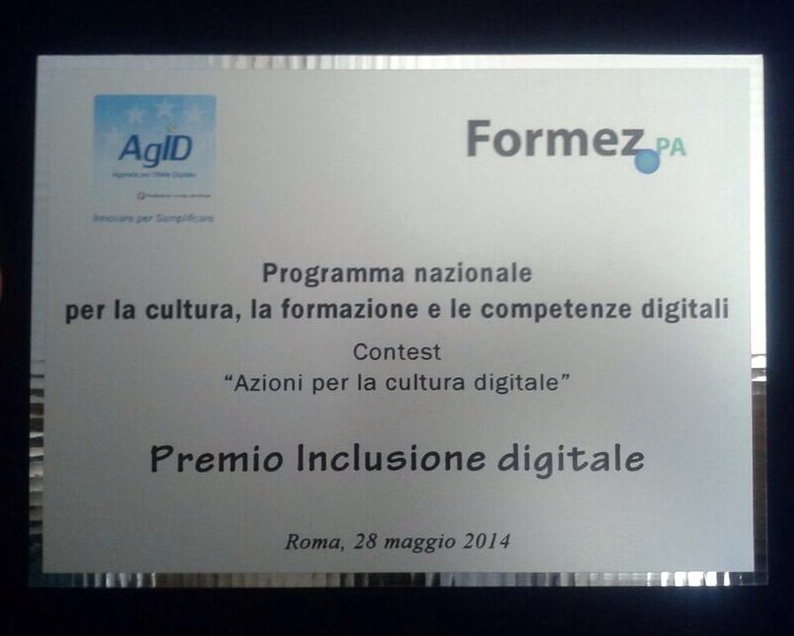 AgID
Agenzia per l'Italia Digitale
Innovare per Semplificare
Formez PA
Programma nazionale
per la cultura, la formazione e le competenze digitali
Contest
“Azioni per la cultura digitale”
Premio Inclusione digitale
Roma, 28 maggio 2014